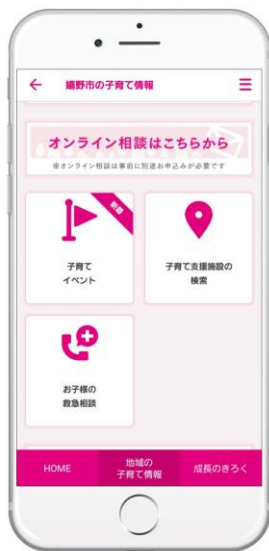 嬉野市の子育て情報
オンライン相談はこちらから
※オンライン相談は事前に別途お申込みが必要です
新着
子育て
イベント
子育て支援施設の
検索
お子様の
救急相談
HOME
地域の
子育て情報
成長のきろく